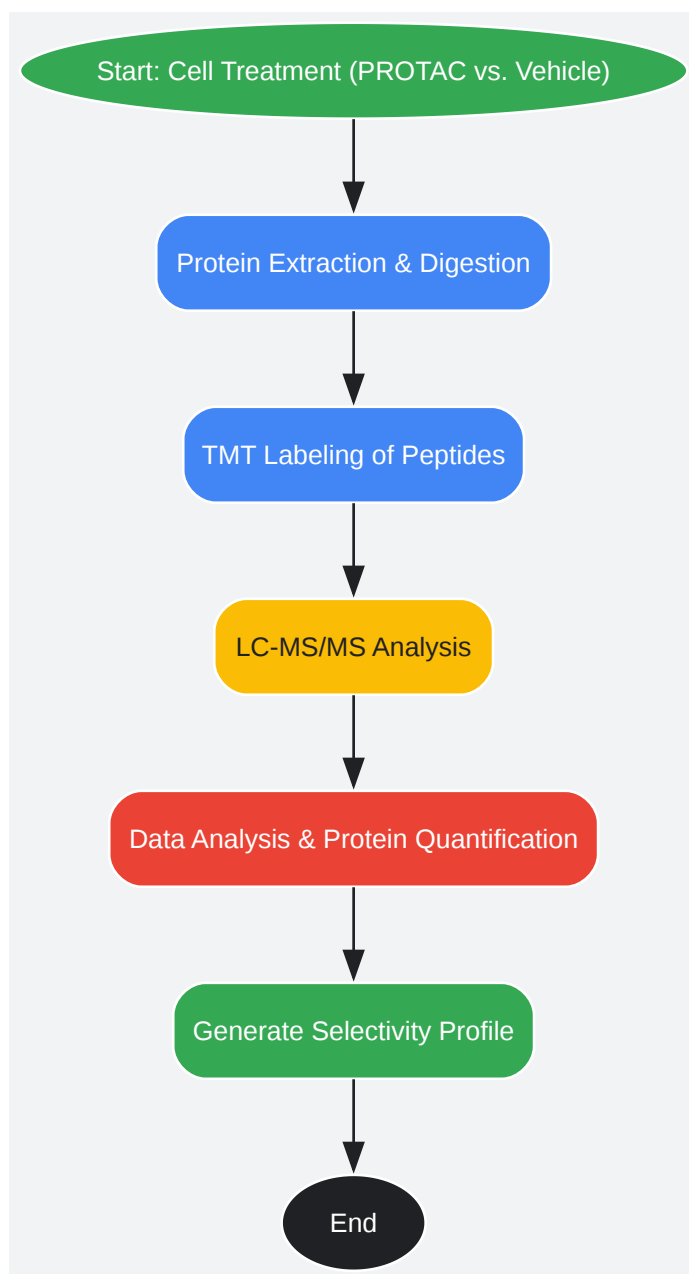 Start: Cell Treatment (PROTAC vs. Vehicle)
Protein Extraction & Digestion
TMT Labeling of Peptides
LC-MS/MS Analysis
Data Analysis & Protein Quantification
Generate Selectivity Profile
End